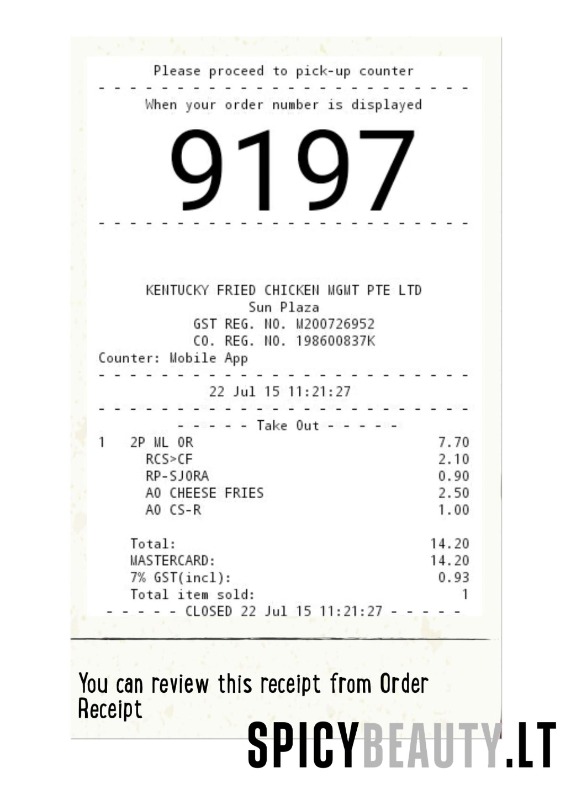 Please proceed to pick-up counter
- - - - - - - - - - - - - - - - - - - - - - - -
When your order number is displayed
9197
- - - - - - - - - - - - - - - - - - - - - - - -
KENTUCKY FRIED CHICKEN MGMT PTE LTD
Sun Plaza
GST REG. NO. M200726952
CO. REG. NO. 198600837K
Counter: Mobile App
- - - - - - - - - - - - - - - - - - - - - - - -
22 Jul 15 11:21:27
- - - - - - - - - - - - - - - - - - - - - - - -
- - - - - Take Out - - - - -
1 2P ML OR 7.70
RCS>CF 2.10
RP-SJORA 0.90
AO CHEESE FRIES 2.50
AO CS-R 1.00
Total: 14.20
MASTERCARD: 14.20
7% GST(incl): 0.93
Total item sold: 1
- - - - - CLOSED 22 Jul 15 11:21:27 - - - - -
You can review this receipt from Order
Receipt
SPICYBEAUTY.LT